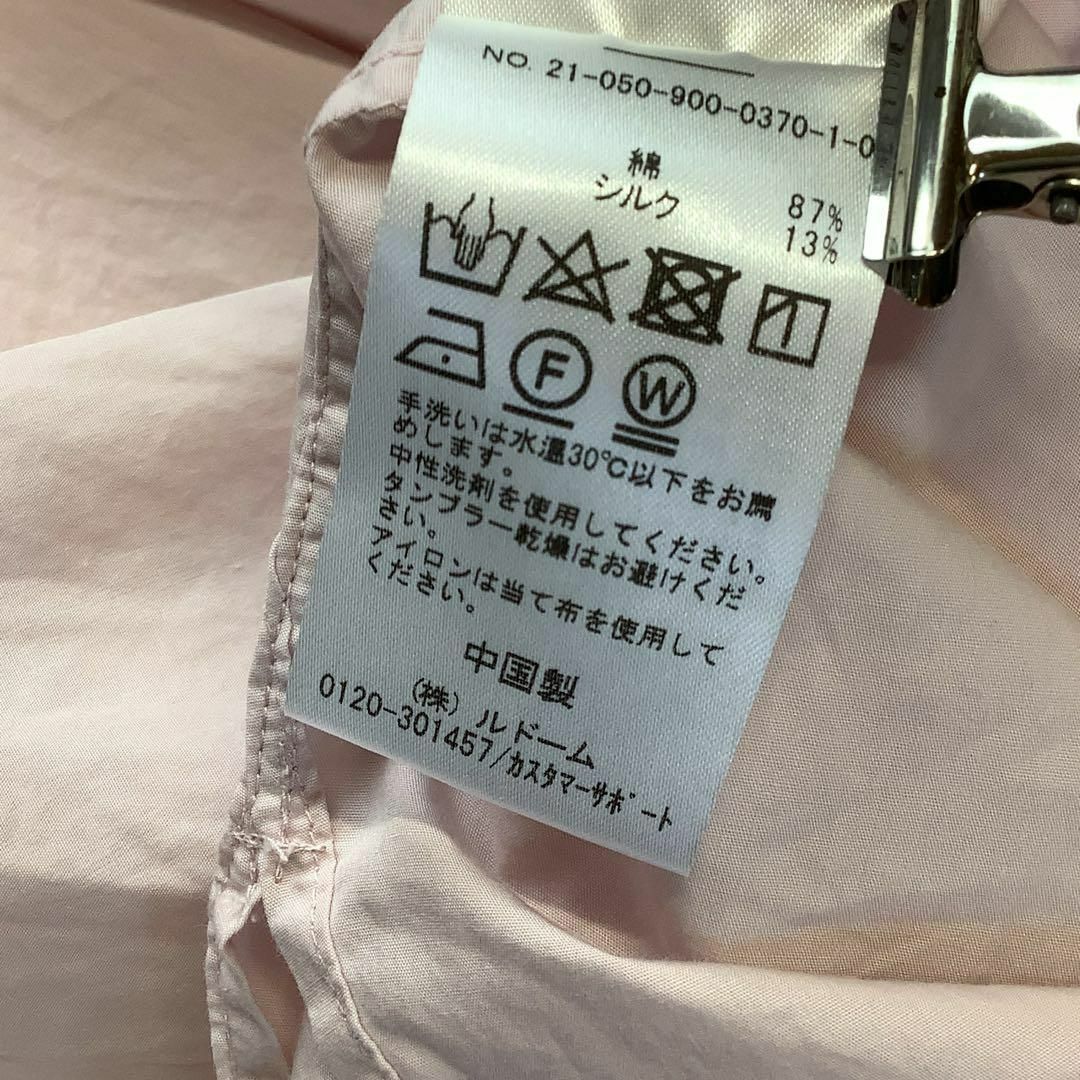 NO. 21-050-900-0370-1-0
綿 87%
シルク 13%
F W
手洗いは水温30℃以下をお薦
めします。
中性洗剤を使用してください。
タンブラー乾燥はお避けくだ
さい。
アイロンは当て布を使用して
ください。
中国製
(株) ルドーム
0120-301457/カスタマーサポート